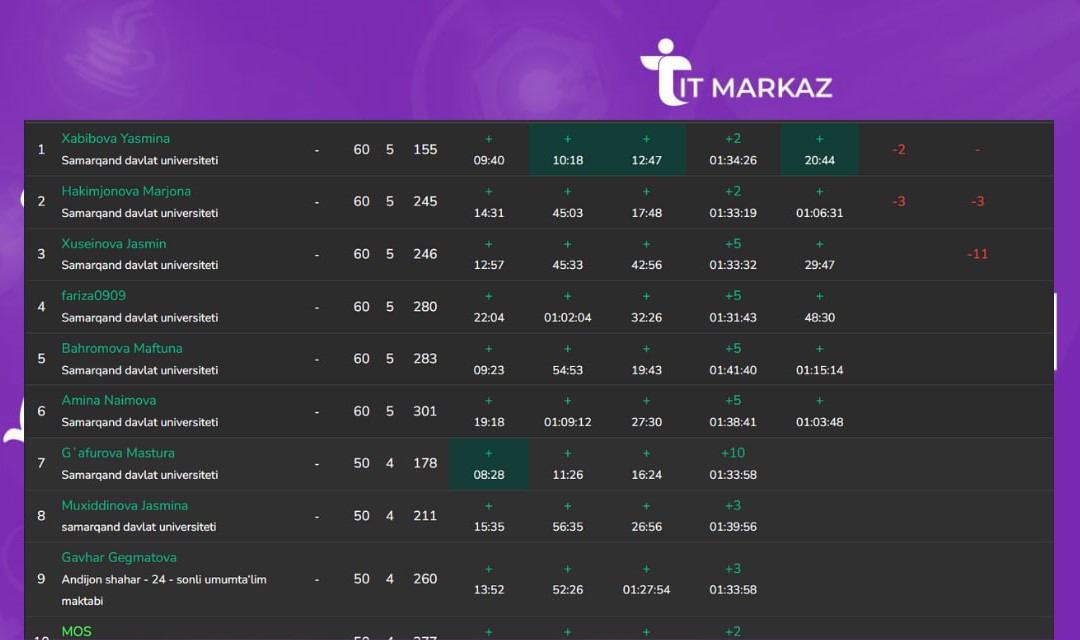 IT MARKAZ
Xabibova Yasmina + + + +2 +
1 - 60 5 155 -2 -
Samarqand davlat universiteti 09:40 10:18 12:47 01:34:26 20:44
Hakimjonova Marjona + + + +2 +
2 - 60 5 245 -3 -3
Samarqand davlat universiteti 14:31 45:03 17:48 01:33:19 01:06:31
Xuseinova Jasmin + + + +5 +
3 - 60 5 246 -11
Samarqand davlat universiteti 12:57 45:33 42:56 01:33:32 29:47
fariza0909 + + + +5 +
4 - 60 5 280
Samarqand davlat universiteti 22:04 01:02:04 32:26 01:31:43 48:30
Bahromova Maftuna + + + +5 +
5 - 60 5 283
Samarqand davlat universiteti 09:23 54:53 19:43 01:41:40 01:15:14
Amina Naimova + + + +5 +
6 - 60 5 301
Samarqand davlat universiteti 19:18 01:09:12 27:30 01:38:41 01:03:48
G`afurova Mastura + + + +10
7 - 50 4 178
Samarqand davlat universiteti 08:28 11:26 16:24 01:33:58
Muxiddinova Jasmina + + + +3
8 - 50 4 211
samarqand davlat universiteti 15:35 56:35 26:56 01:39:56
Gavhar Gegmatova + + + +3
9 Andijon shahar - 24 - sonli umumta'lim - 50 4 260
maktabi 13:52 52:26 01:27:54 01:33:58
MOS + + + +2